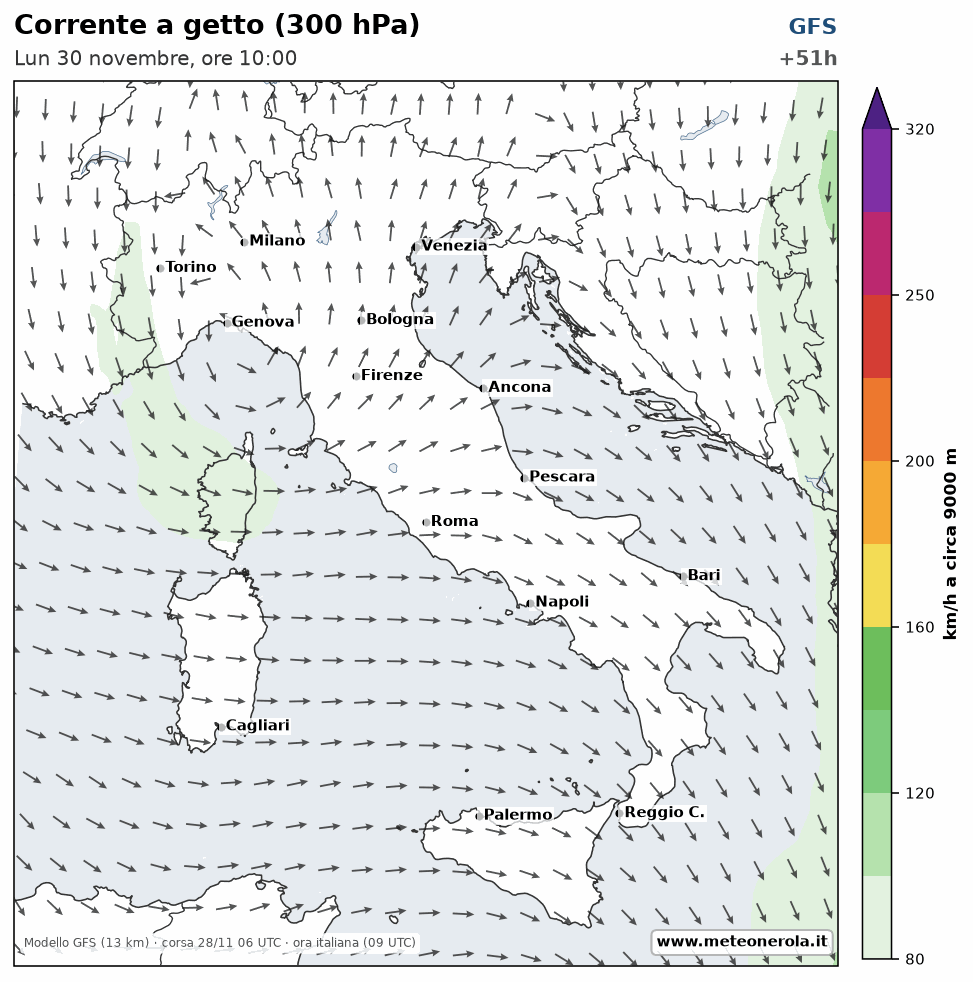 Corrente a getto (300 hPa)
GFS
Lun 30 novembre, ore 10:00
+51h
320
Milano
Venezia
Torino
250
Genova
Bologna
Firenze
Ancona
200
Pescara
Roma
Bari
Napoli
160
km/h a circa 9000 m
Cagliari
120
Palermo
Reggio C.
Modello GFS (13 km) · corsa 28/11 06 UTC · ora italiana (09 UTC)
www.meteonerola.it
80